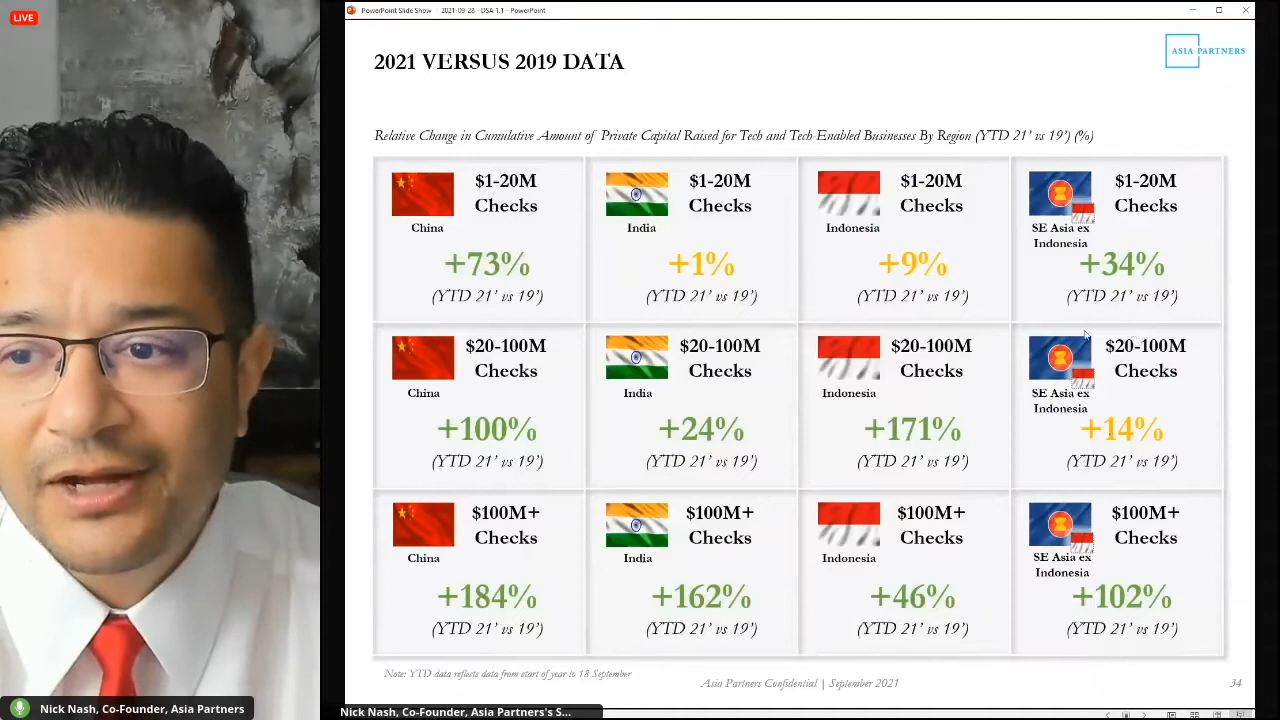 LIVE
PowerPoint Slide Show - 2021-09-28 - DSA 1.1 - PowerPoint
2021 VERSUS 2019 DATA
ASIA PARTNERS
Relative Change in Cumulative Amount of Private Capital Raised for Tech and Tech-Enabled Businesses By Region (YTD 21' vs 19') (%)
$1-20M
Checks
China
+73%
(YTD 21' vs 19')
$1-20M
Checks
India
+1%
(YTD 21' vs 19')
$1-20M
Checks
Indonesia
+9%
(YTD 21' vs 19')
$1-20M
Checks
SE Asia ex
Indonesia
+34%
(YTD 21' vs 19')
$20-100M
Checks
China
+100%
(YTD 21' vs 19')
$20-100M
Checks
India
+24%
(YTD 21' vs 19')
$20-100M
Checks
Indonesia
+171%
(YTD 21' vs 19')
$20-100M
Checks
SE Asia ex
Indonesia
+14%
(YTD 21' vs 19')
$100M+
Checks
China
+184%
(YTD 21' vs 19')
$100M+
Checks
India
+162%
(YTD 21' vs 19')
$100M+
Checks
Indonesia
+46%
(YTD 21' vs 19')
$100M+
Checks
SE Asia ex
Indonesia
+102%
(YTD 21' vs 19')
Note: YTD data reflects data from start of year to 18 September
Asia Partners Confidential | September 2021
34
Nick Nash, Co-Founder, Asia Partners
Nick Nash, Co-Founder, Asia Partners's S...